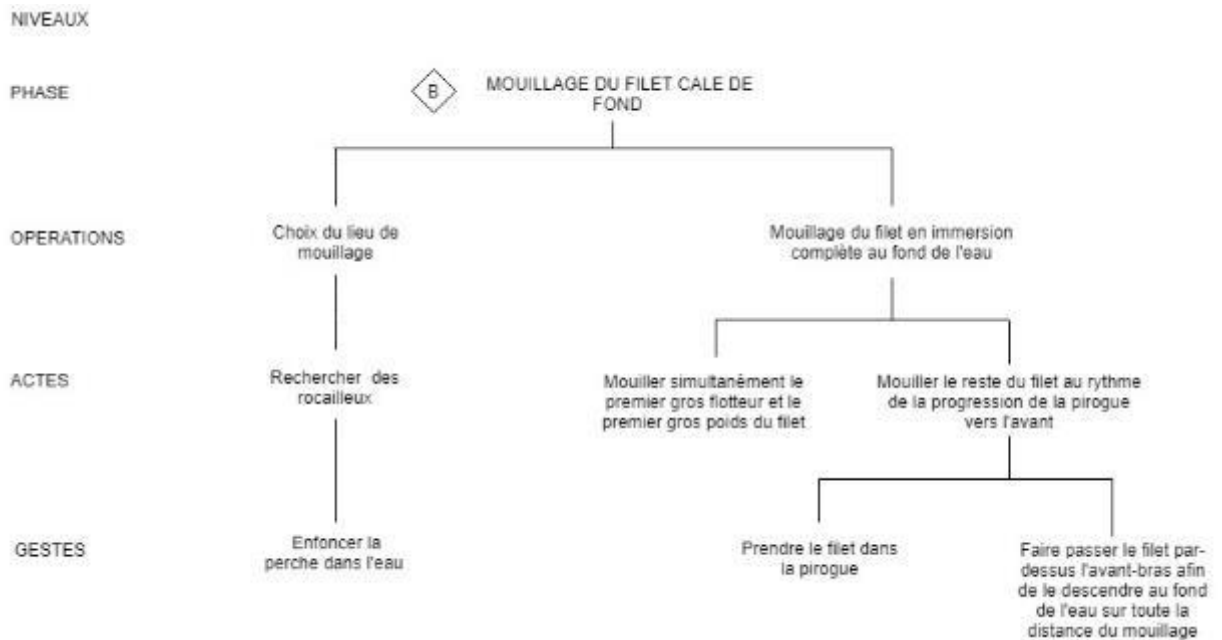 NIVEAUX
PHASE
B
MOUILLAGE DU FILET CALE DE
FOND
OPERATIONS
Choix du lieu de
mouillage
Mouillage du filet en immersion
complète au fond de l'eau
ACTES
Rechercher des
rocailleux
Mouiller simultanément le
premier gros flotteur et le
premier gros poids du filet
Mouiller le reste du filet au rythme
de la progression de la pirogue
vers l'avant
GESTES
Enfoncer la
perche dans l'eau
Prendre le filet dans
la pirogue
Faire passer le filet par-
dessus l'avant-bras afin
de le descendre au fond
de l'eau sur toute la
distance du mouillage